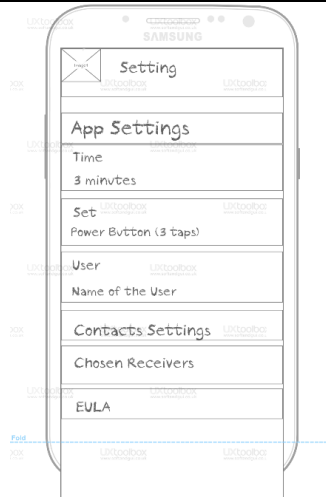 SAMSUNG
Setting
App Settings
Time
3 minutes
Set
Power Button (3 taps)
User
Name of the User
Contacts Settings
Chosen Receivers
EULA
Fold
UXtoolbox